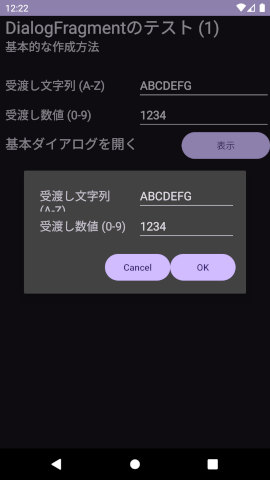 12:22
DialogFragmentのテスト (1)
基本的な作成方法
受渡し文字列 (A-Z) ABCDEFG
受渡し数値 (0-9) 1234
基本ダイアログを開く 表示
受渡し文字列 ABCDEFG
(A-Z)
受渡し数値 (0-9) 1234
Cancel OK